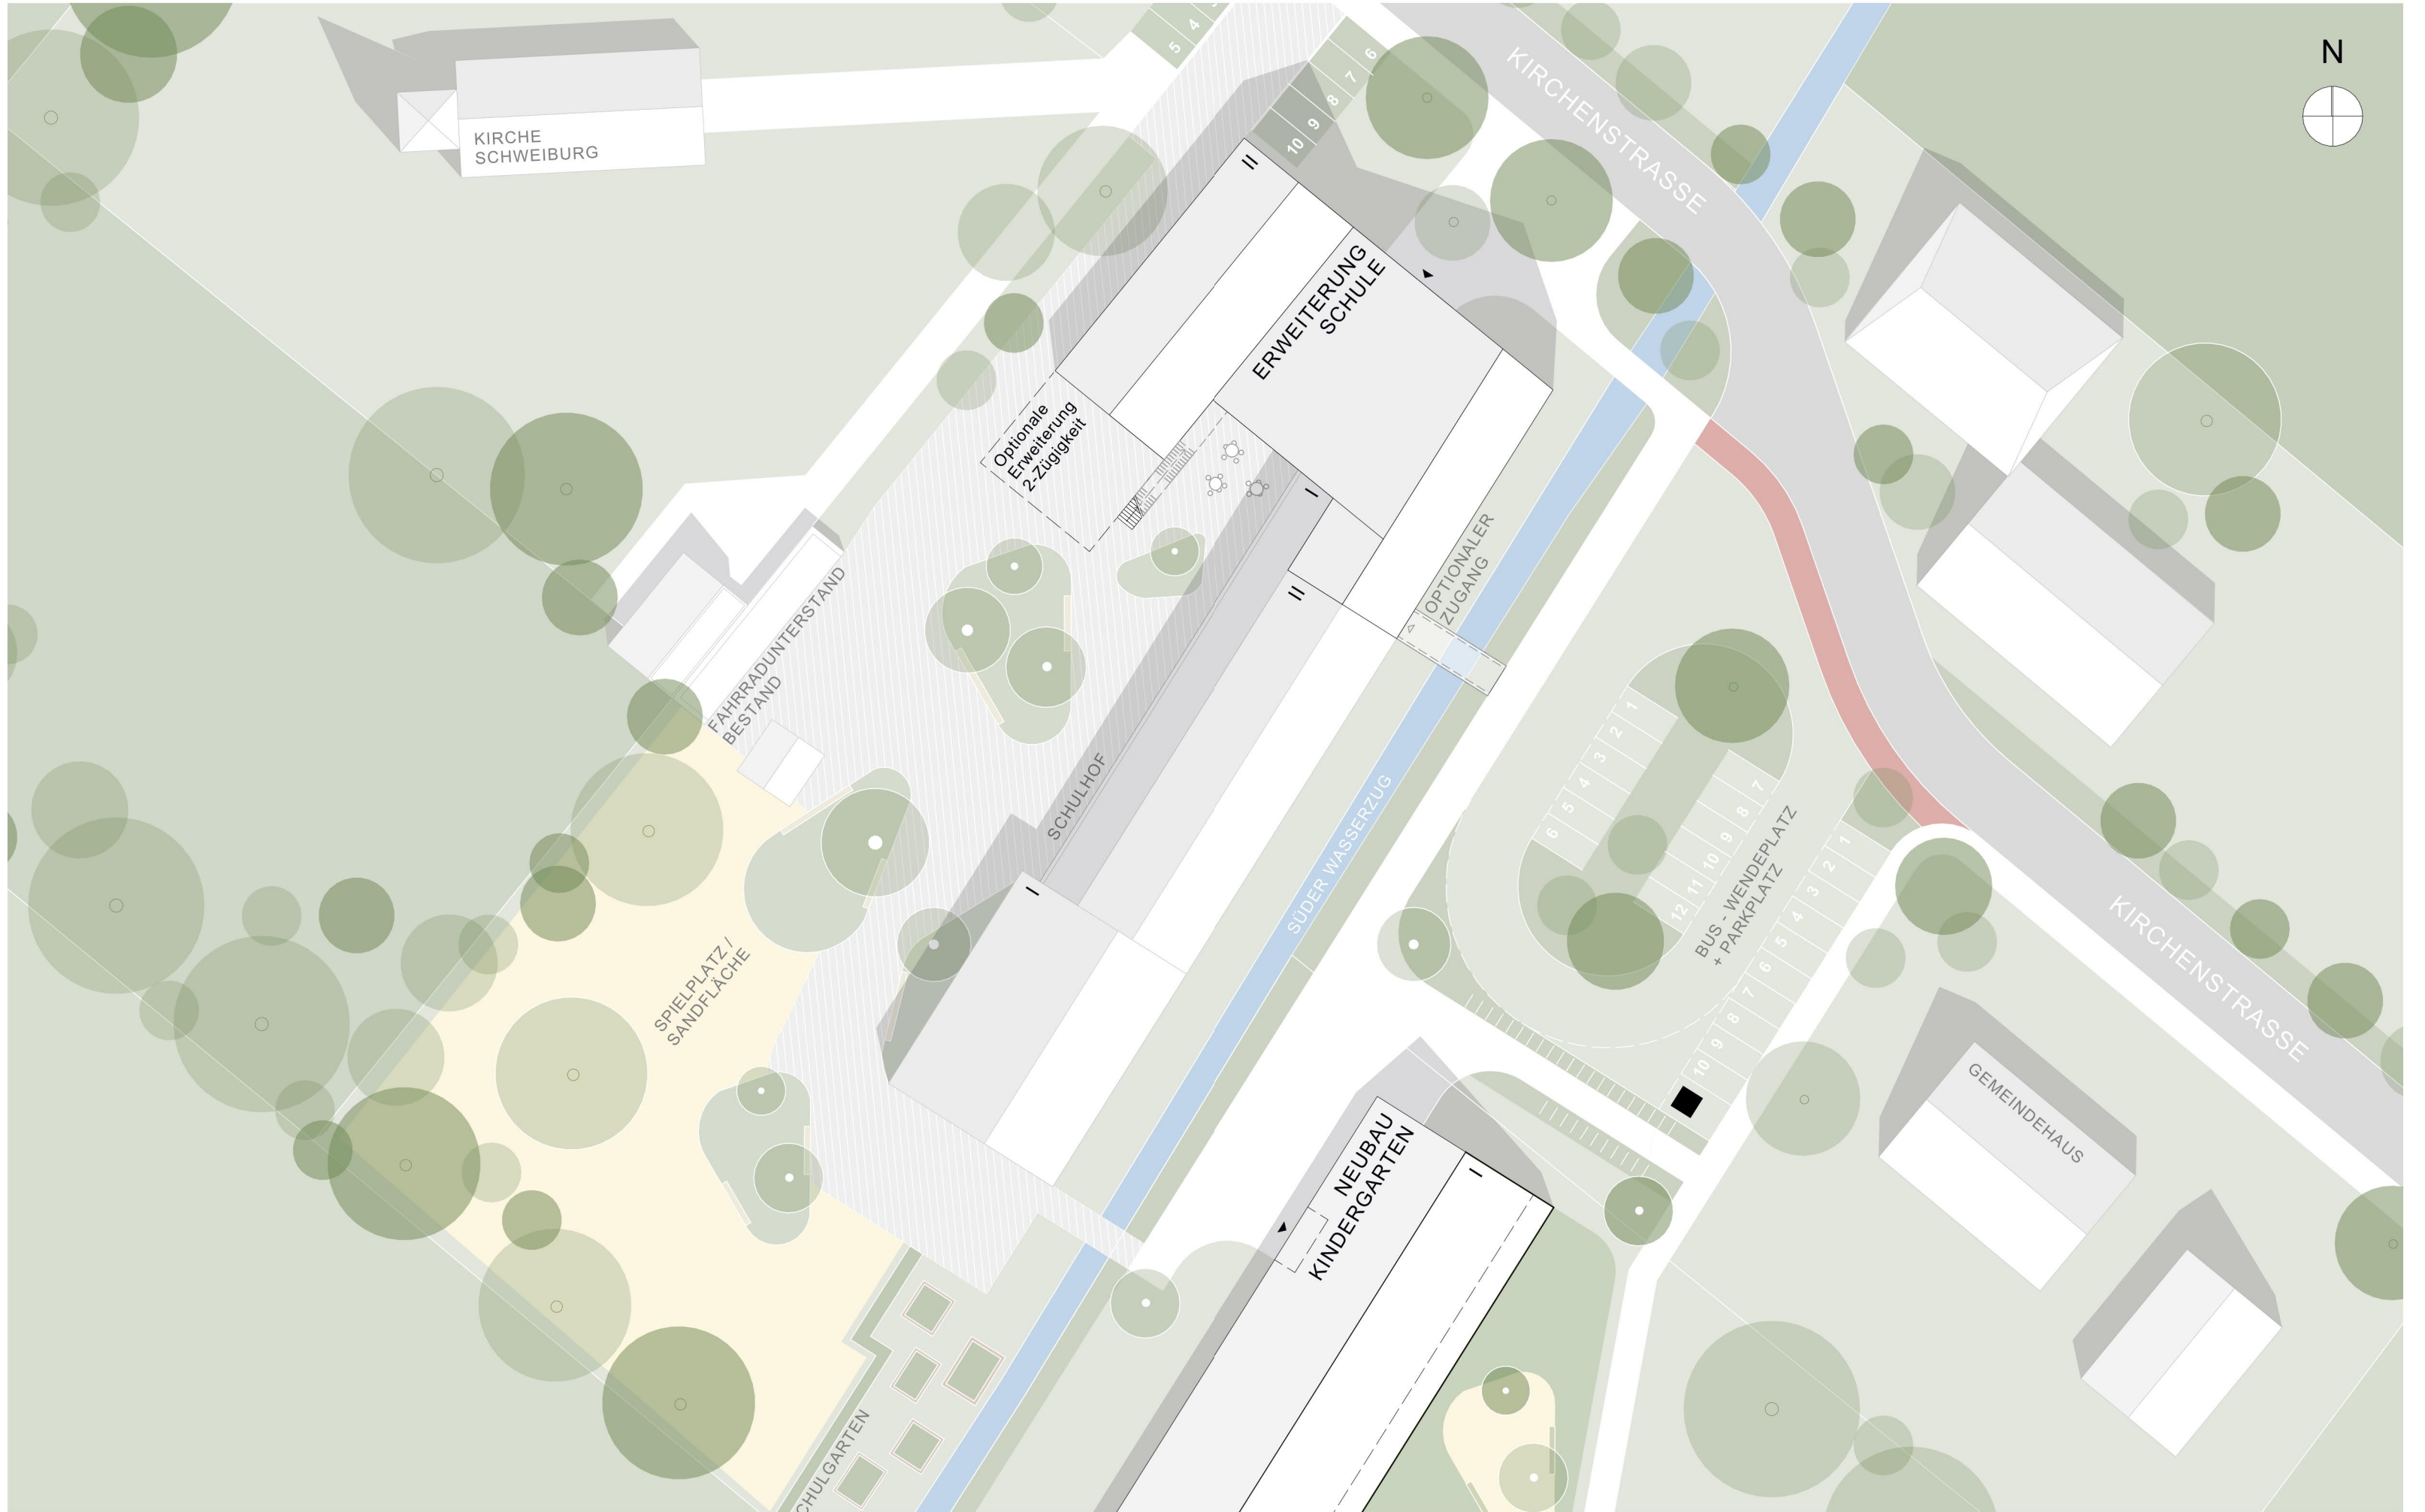 N
KIRCHE
SCHWEIBURG
4
5
6
7
8
9
10
KIRCHENSTRASSE
II
ERWEITERUNG
SCHULE
Optionale
Erweiterung
2-Zügigkeit
I
II
OPTIONALER
ZUGANG
FAHRRADUNTERSTAND
BESTAND
SCHULHOF
SÜDER WASSERZUG
1
2
3
4
5
6
7
8
9
10
11
12
BUS - WENDEPLATZ
+ PARKPLATZ
1
2
3
4
5
6
7
8
9
10
I
SPIELPLATZ /
SANDFLÄCHE
KIRCHENSTRASSE
GEMEINDEHAUS
NEUBAU
KINDERGARTEN
I
CHULGARTEN